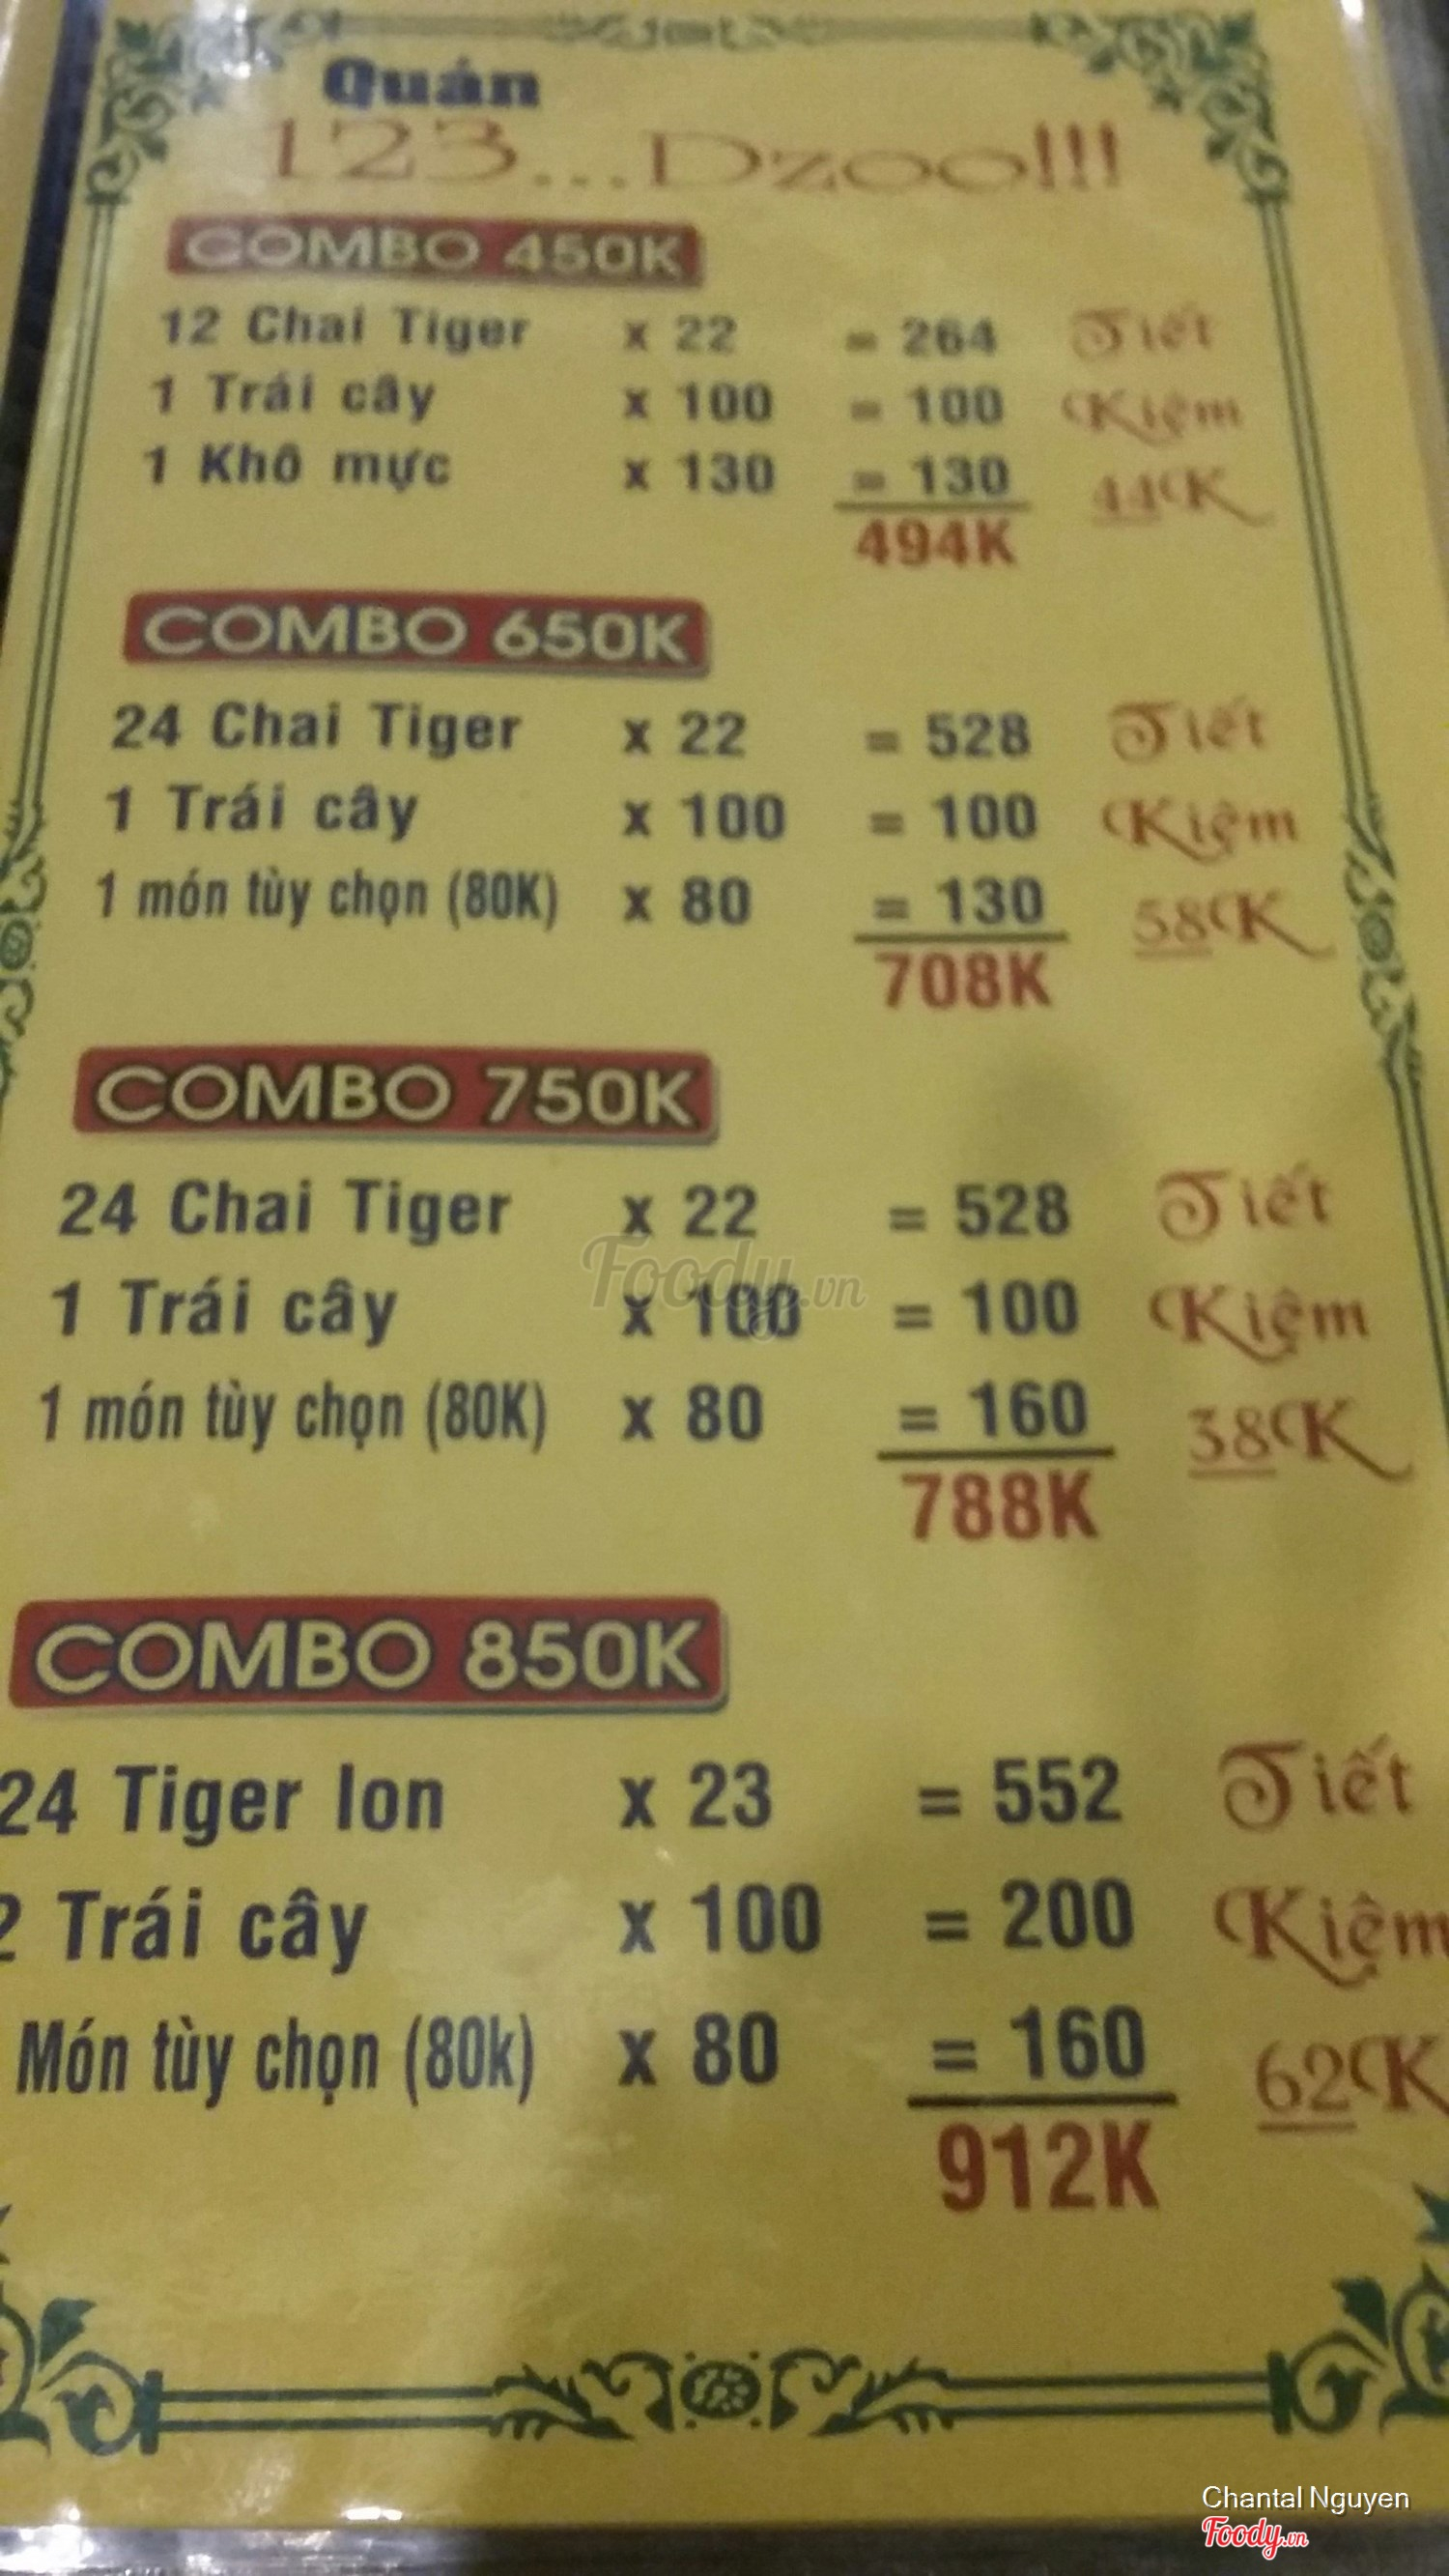 Quán
123...Dzoo!!!
COMBO 450K
12 Chai Tiger x 22 = 264 Tiết
1 Trái cây x 100 = 100 Kiệm
1 Khô mực x 130 = 130 44K
494K
COMBO 650K
24 Chai Tiger x 22 = 528 Tiết
1 Trái cây x 100 = 100 Kiệm
1 món tùy chọn (80K) x 80 = 130 58K
708K
COMBO 750K
24 Chai Tiger x 22 = 528 Tiết
Foody.vn
1 Trái cây x 100 = 100 Kiệm
1 món tùy chọn (80K) x 80 = 160 38K
788K
COMBO 850K
24 Tiger lon x 23 = 552 Tiết
2 Trái cây x 100 = 200 Kiệm
Món tùy chọn (80k) x 80 = 160 62K
912K
Chantal Nguyen
Foody.vn